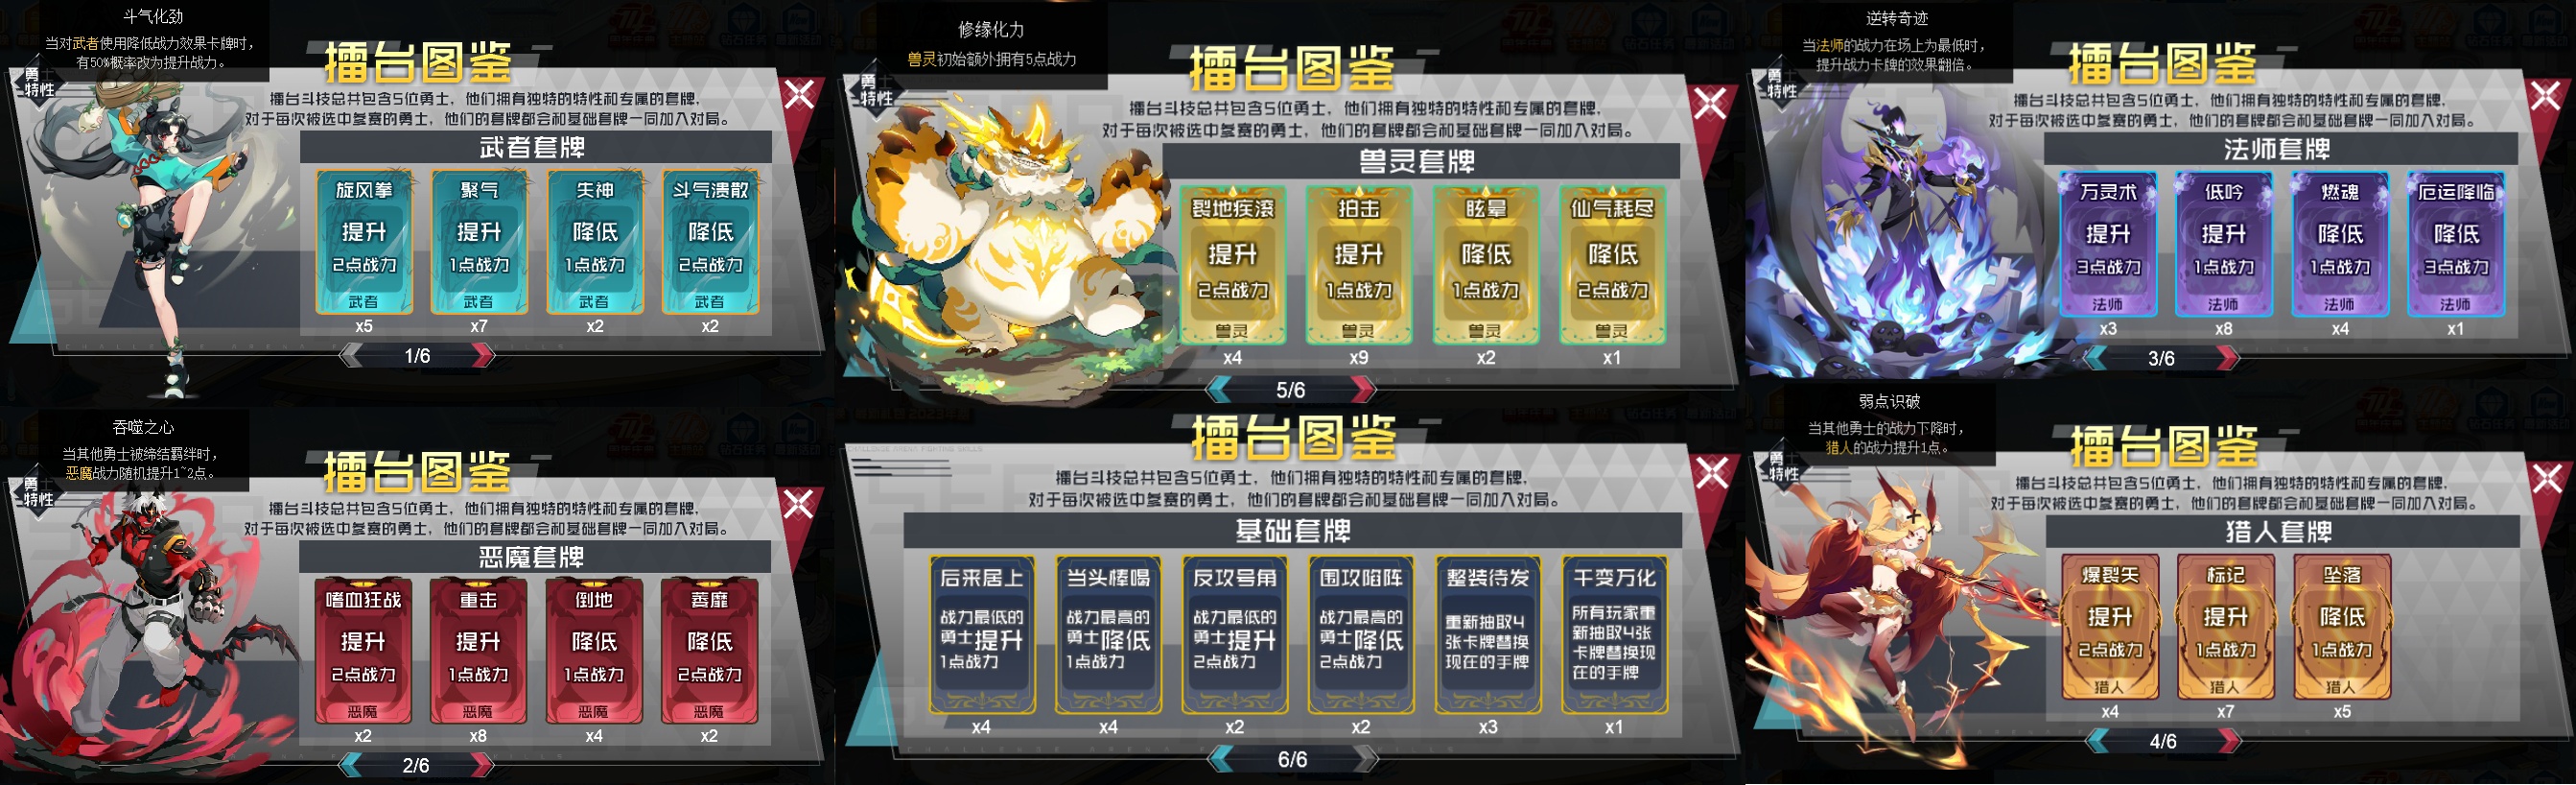 斗气化劲
当对武者使用降低战力效果卡牌时，
有50%概率改为提升战力。
勇士
特性
擂台图鉴
擂台斗技总共包含5位勇士，他们拥有独特的特性和专属的套牌，
对于每次被选中参赛的勇士，他们的套牌都会和基础套牌一同加入对局。
武者套牌
旋风拳 聚气 失神 斗气溃散
提升 提升 降低 降低
2点战力 1点战力 1点战力 2点战力
武者 武者 武者 武者
x5 x7 x2 x2
1/6
修缘化力
兽灵初始额外拥有5点战力
勇士
特性
擂台图鉴
擂台斗技总共包含5位勇士，他们拥有独特的特性和专属的套牌，
对于每次被选中参赛的勇士，他们的套牌都会和基础套牌一同加入对局。
兽灵套牌
裂地疾滚 拍击 眩晕 仙气耗尽
提升 提升 降低 降低
2点战力 1点战力 1点战力 2点战力
兽灵 兽灵 兽灵 兽灵
x4 x9 x2 x1
5/6
逆转奇迹
当法师的战力在场上为最低时，
提升战力卡牌的效果翻倍。
勇士
特性
擂台图鉴
擂台斗技总共包含5位勇士，他们拥有独特的特性和专属的套牌，
对于每次被选中参赛的勇士，他们的套牌都会和基础套牌一同加入对局。
法师套牌
万灵术 低吟 燃魂 厄运降临
提升 提升 降低 降低
3点战力 1点战力 1点战力 3点战力
法师 法师 法师 法师
x3 x8 x4 x1
3/6
吞噬之心
当其他勇士被缔结羁绊时，
恶魔战力随机提升1~2点。
勇士
特性
擂台图鉴
擂台斗技总共包含5位勇士，他们拥有独特的特性和专属的套牌，
对于每次被选中参赛的勇士，他们的套牌都会和基础套牌一同加入对局。
恶魔套牌
嗜血狂战 重击 倒地 萎靡
提升 提升 降低 降低
2点战力 1点战力 1点战力 2点战力
恶魔 恶魔 恶魔 恶魔
x2 x8 x4 x2
2/6
擂台图鉴
擂台斗技总共包含5位勇士，他们拥有独特的特性和专属的套牌，
对于每次被选中参赛的勇士，他们的套牌都会和基础套牌一同加入对局。
基础套牌
后来居上 当头棒喝 反攻号角 围攻陷阵 整装待发 千变万化
战力最低的 战力最高的 战力最低的 战力最高的 重新抽取4 所有玩家重
勇士提升 勇士降低 勇士提升 勇士降低 张卡牌替换 新抽取4张
1点战力 1点战力 2点战力 2点战力 现在的手牌 卡牌替换现
在的手牌
x4 x4 x2 x2 x3 x1
6/6
弱点识破
当其他勇士的战力下降时，
猎人的战力提升1点。
勇士
特性
擂台图鉴
擂台斗技总共包含5位勇士，他们拥有独特的特性和专属的套牌，
对于每次被选中参赛的勇士，他们的套牌都会和基础套牌一同加入对局。
猎人套牌
爆裂矢 标记 坠落
提升 提升 降低
2点战力 1点战力 1点战力
猎人 猎人 猎人
x4 x7 x5
4/6